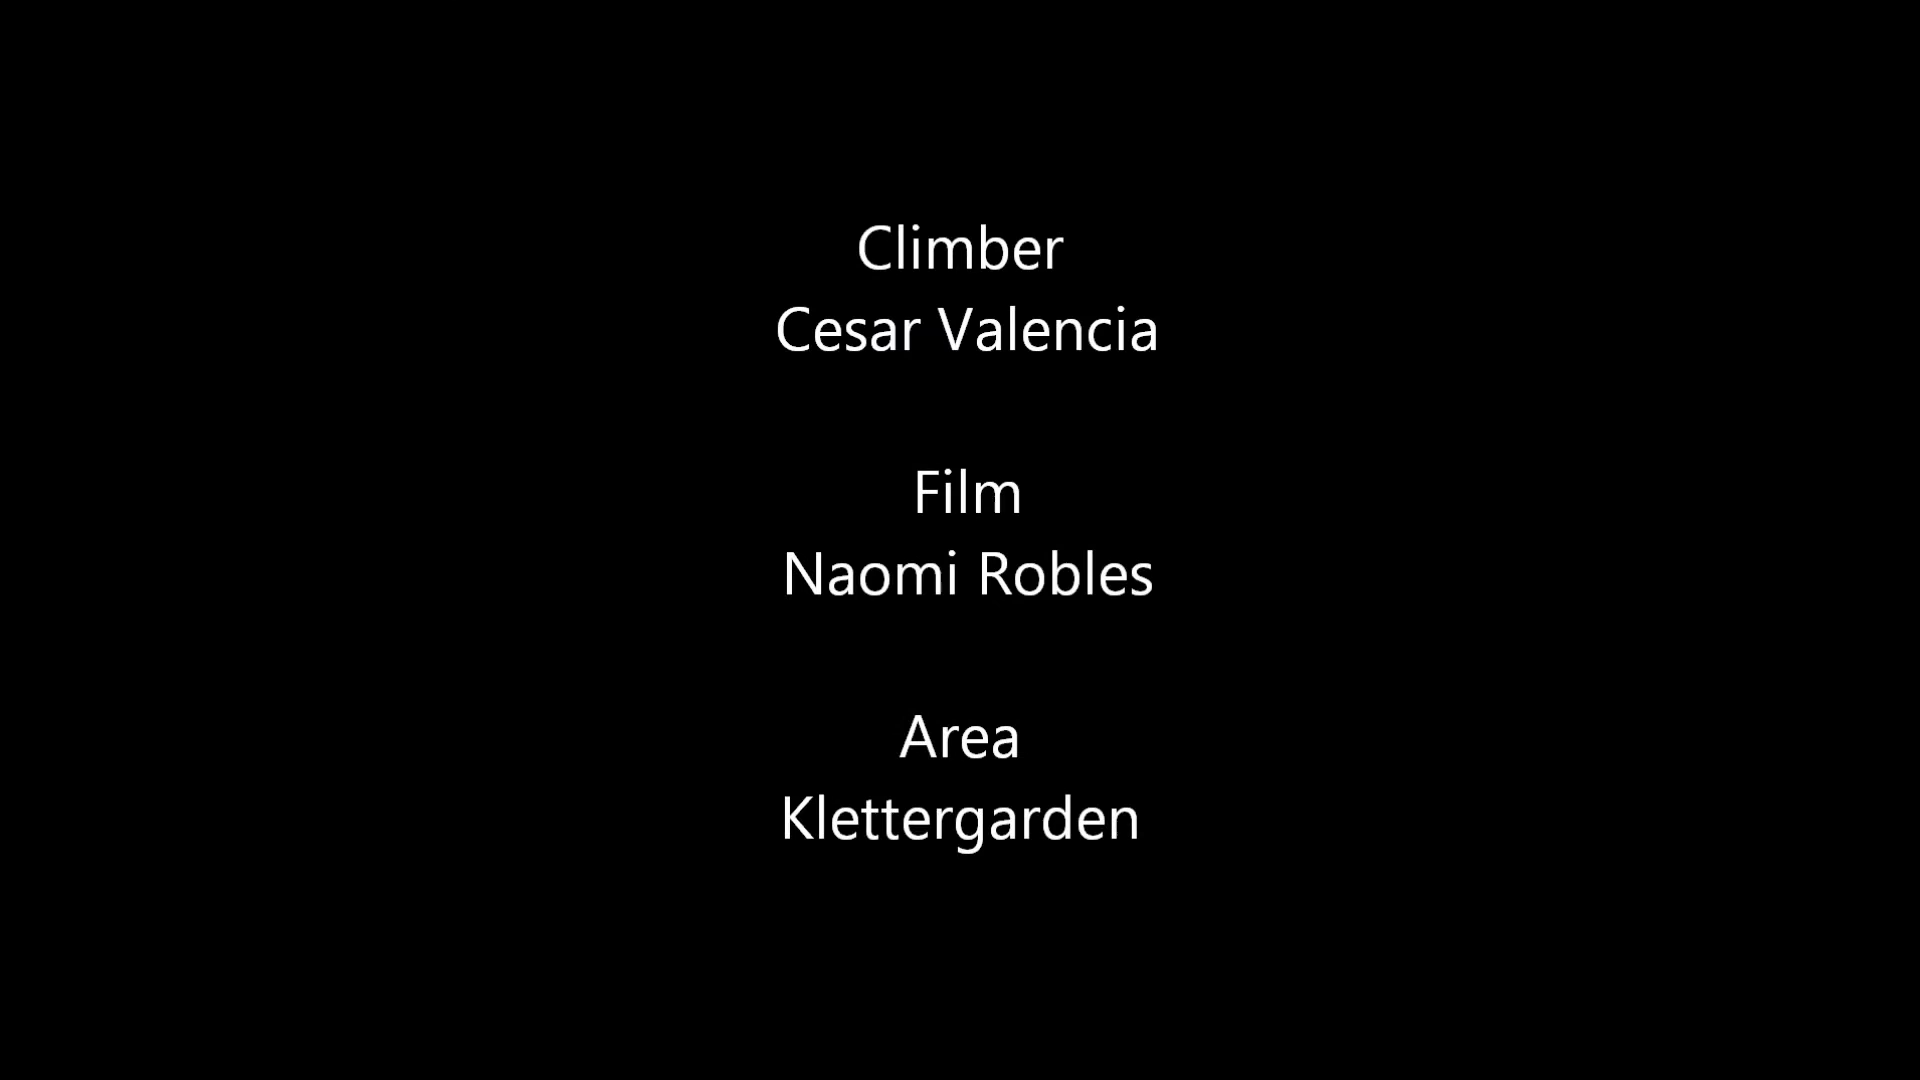 Climber
Cesar Valencia
Film
Naomi Robles
Area
Klettergarden